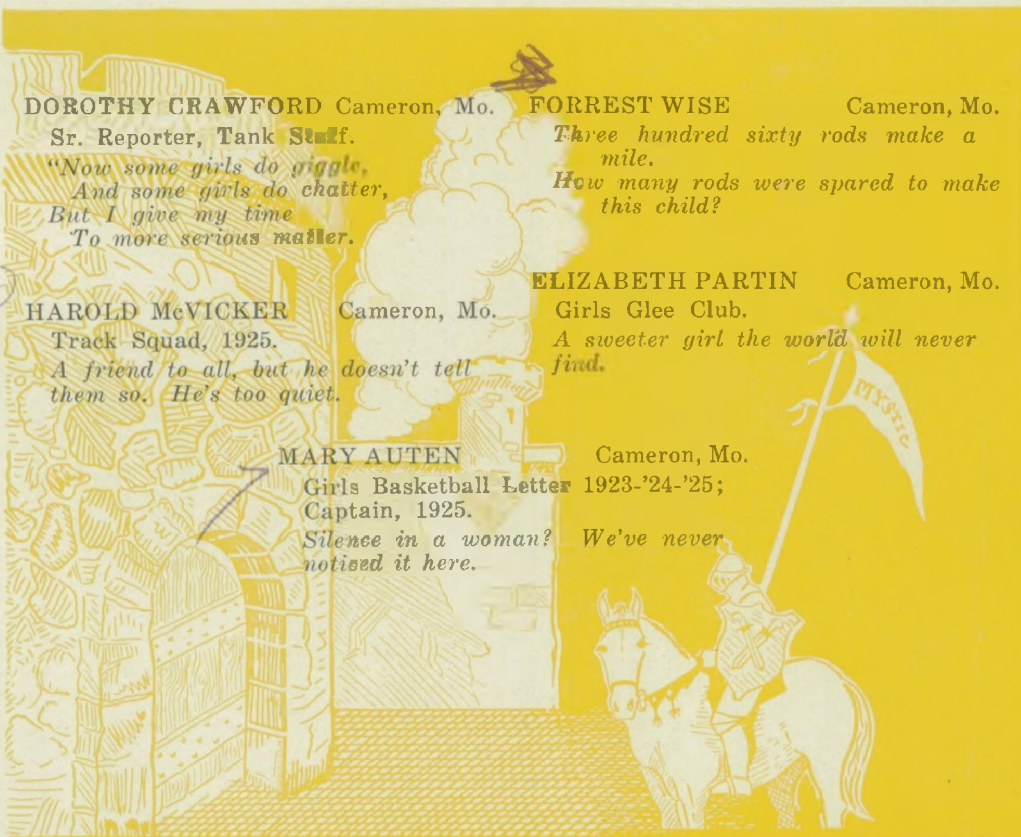 DOROTHY CRAWFORD Cameron, Mo.
Sr. Reporter, Tank Staff.
"Now some girls do giggle,
And some girls do chatter,
But I give my time
To more serious matter.
HAROLD McVICKER Cameron, Mo.
Track Squad, 1925.
A friend to all, but he doesn't tell
them so. He's too quiet.
FORREST WISE Cameron, Mo.
Three hundred sixty rods make a
mile.
How many rods were spared to make
this child?
ELIZABETH PARTIN Cameron, Mo.
Girls Glee Club.
A sweeter girl the world will never
find.
MARY AUTEN Cameron, Mo.
Girls Basketball Letter 1923-'24-'25;
Captain, 1925.
Silence in a woman? We've never
noticed it here.
MYSTIC